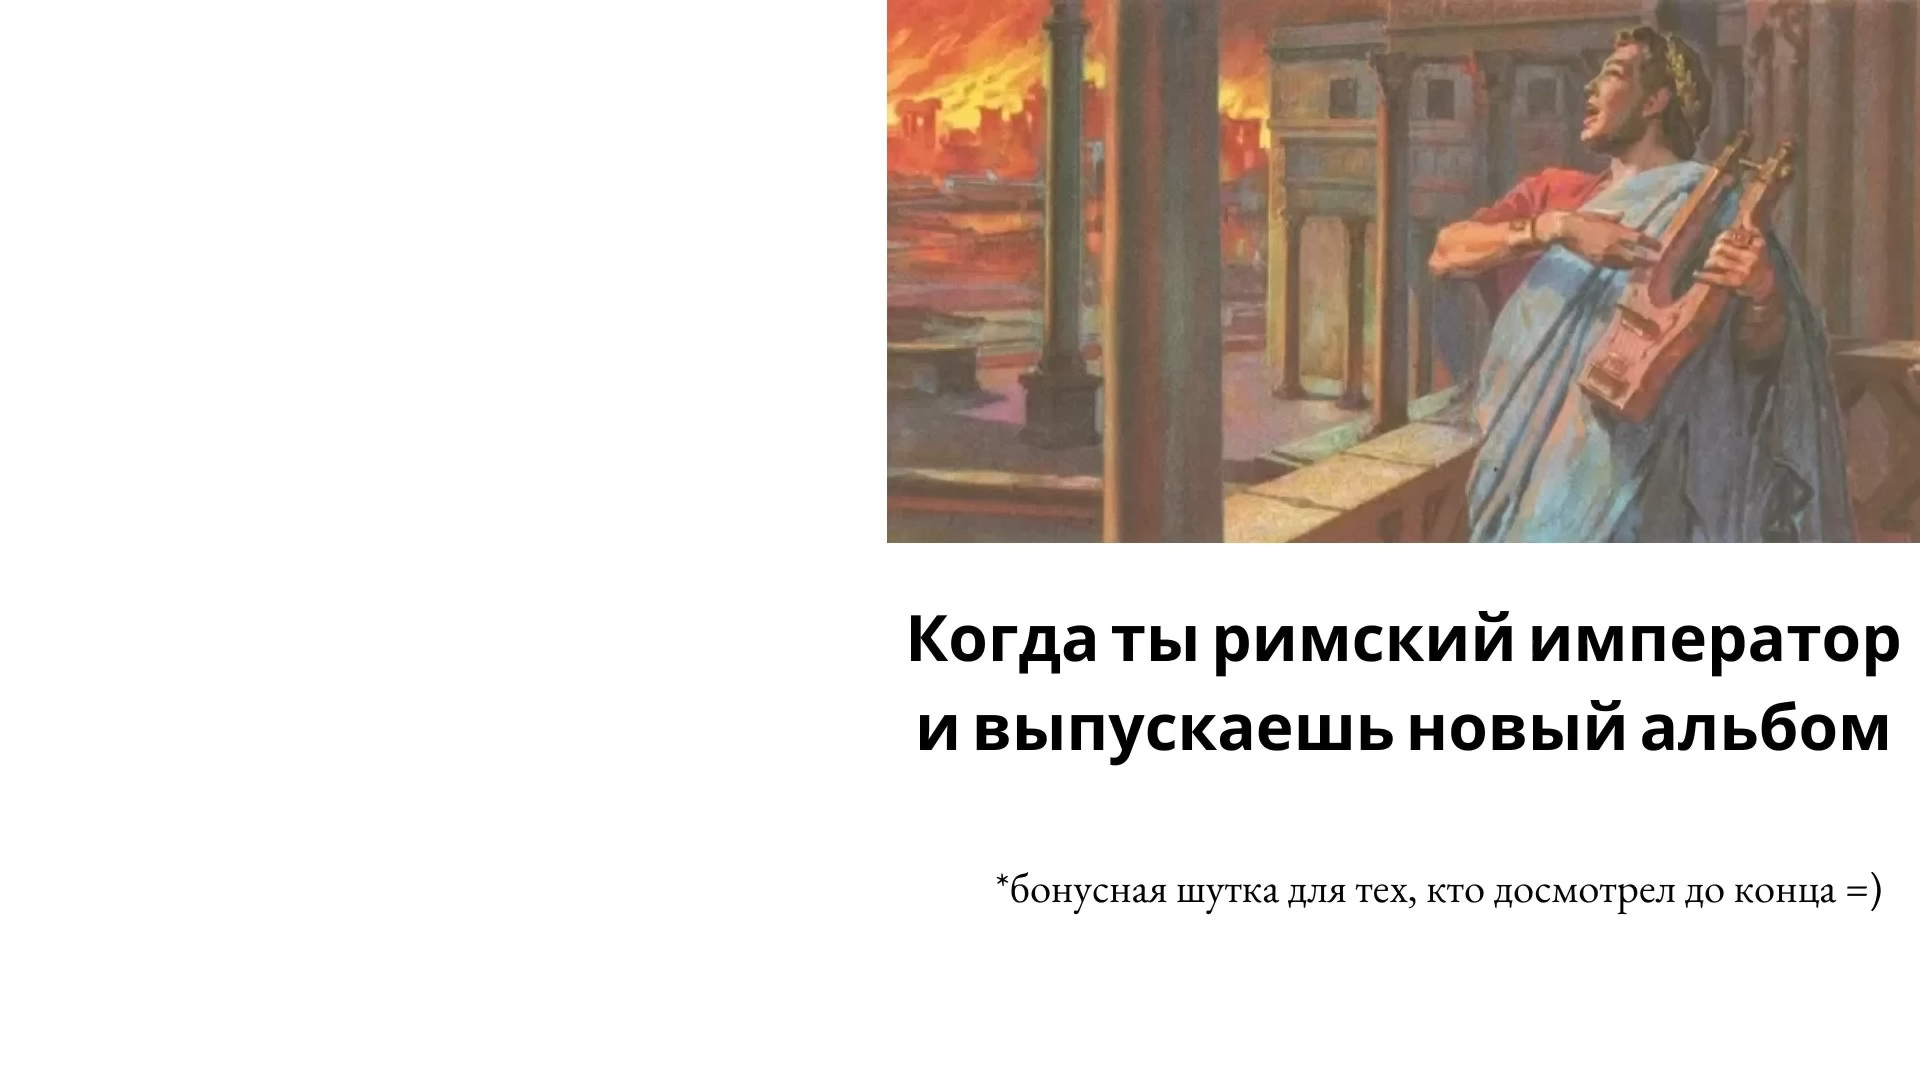 Когда ты римский император
и выпускаешь новый альбом
*бонусная шутка для тех, кто досмотрел до конца =)